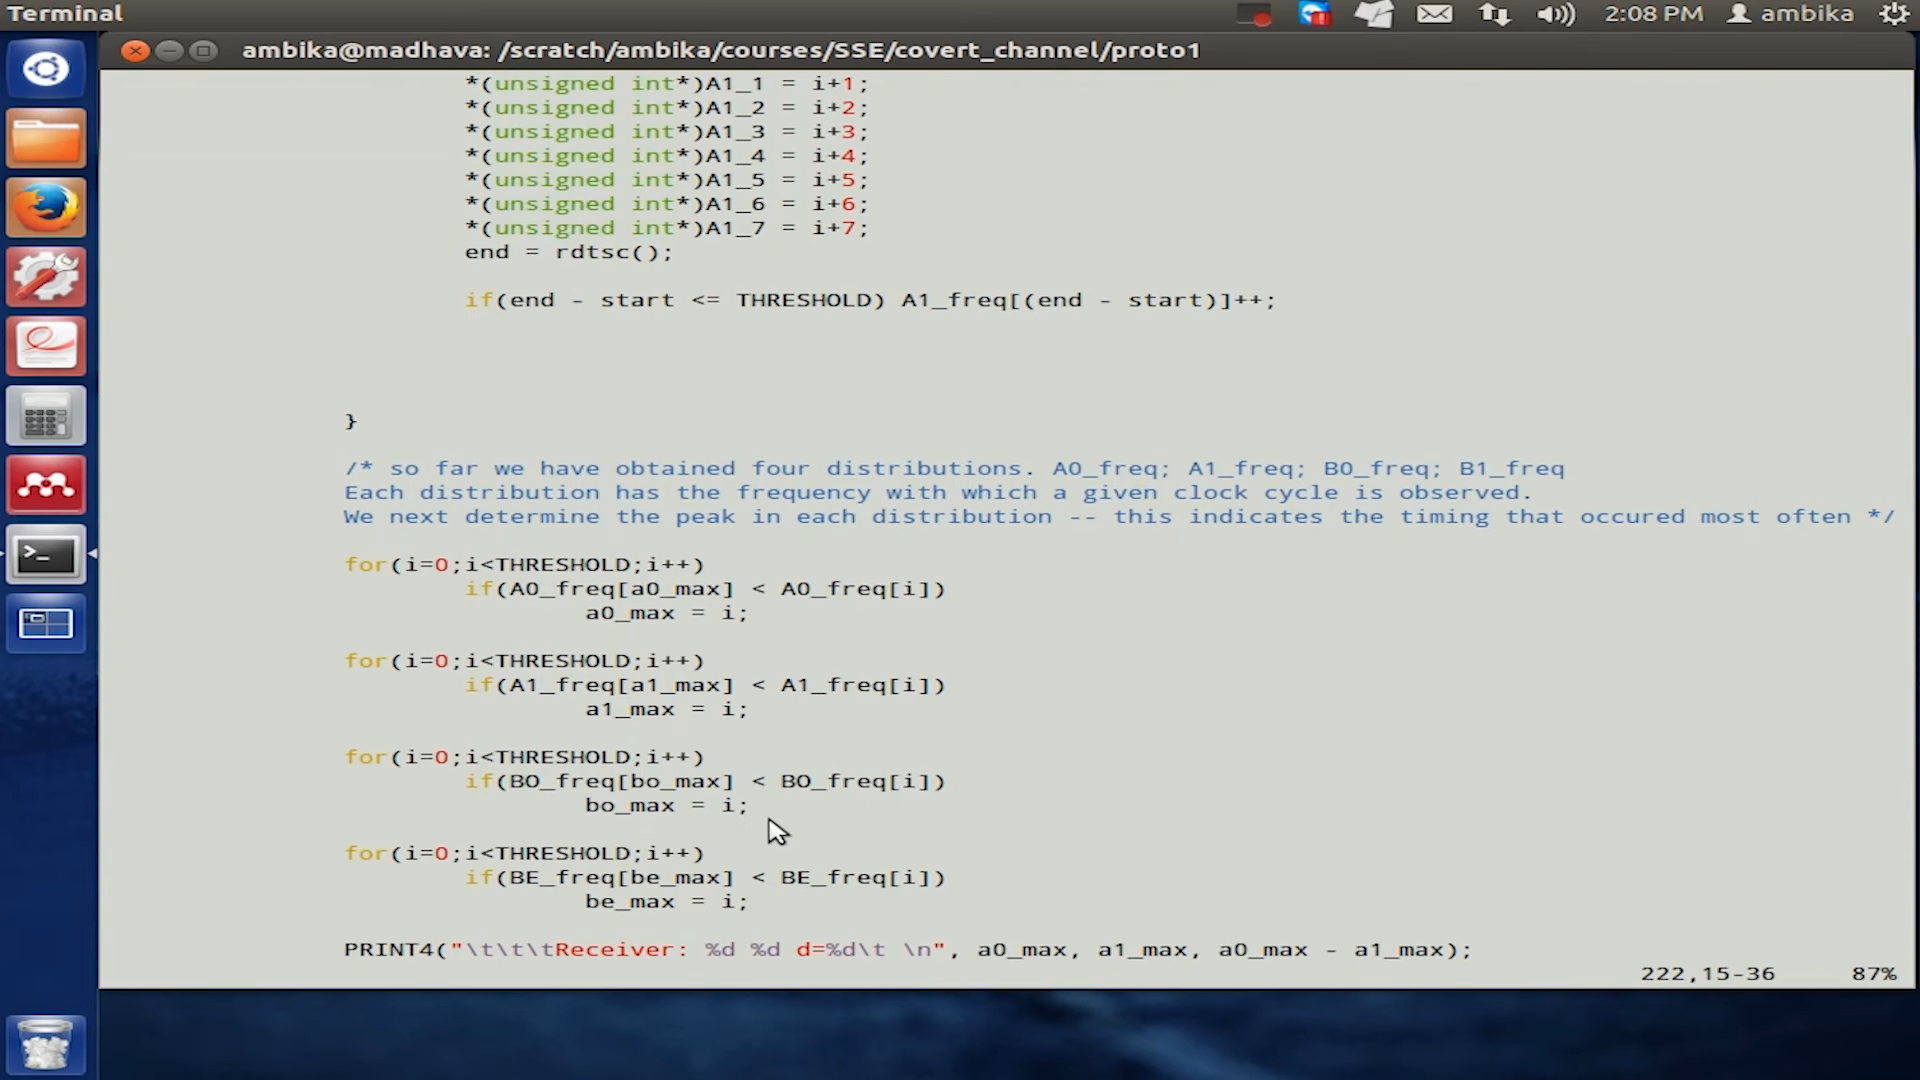 Terminal
2:08 PM
ambika
ambika@madhava: /scratch/ambika/courses/SSE/covert_channel/proto1
*(unsigned int*)A1_1 = i+1;
*(unsigned int*)A1_2 = i+2;
*(unsigned int*)A1_3 = i+3;
*(unsigned int*)A1_4 = i+4;
*(unsigned int*)A1_5 = i+5;
*(unsigned int*)A1_6 = i+6;
*(unsigned int*)A1_7 = i+7;
end = rdtsc();
if(end - start <= THRESHOLD) A1_freq[(end - start)]++;
}
/* so far we have obtained four distributions. A0_freq; A1_freq; B0_freq; B1_freq
Each distribution has the frequency with which a given clock cycle is observed.
We next determine the peak in each distribution -- this indicates the timing that occured most often */
for(i=0;i<THRESHOLD;i++)
if(A0_freq[a0_max] < A0_freq[i])
a0_max = i;
for(i=0;i<THRESHOLD;i++)
if(A1_freq[a1_max] < A1_freq[i])
a1_max = i;
for(i=0;i<THRESHOLD;i++)
if(BO_freq[bo_max] < BO_freq[i])
bo_max = i;
for(i=0;i<THRESHOLD;i++)
if(BE_freq[be_max] < BE_freq[i])
be_max = i;
PRINT4("\t\t\tReceiver: %d %d d=%d\t \n", a0_max, a1_max, a0_max - a1_max);
222,15-36 87%